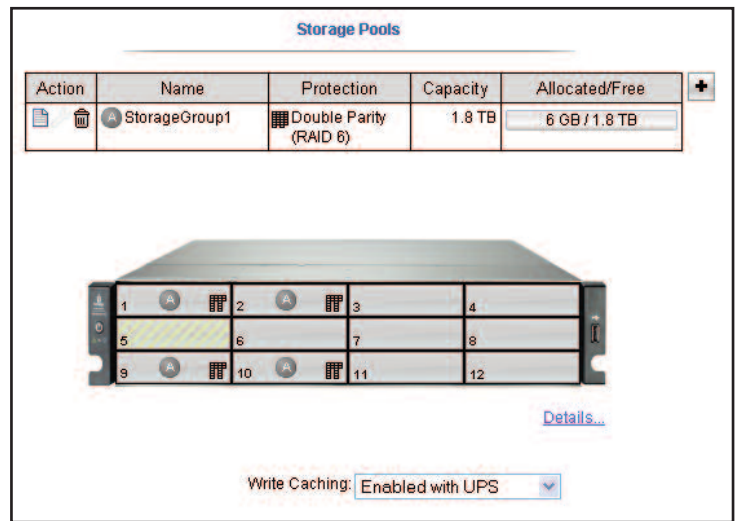 Storage Pools
Action Name Protection Capacity Allocated/Free +
A StorageGroup1 Double Parity 1.8 TB 6 GB / 1.8 TB
(RAID 6)
1 A 2 A 3 4
5 6 7 8
9 A 10 A 11 12
Details...
Write Caching: Enabled with UPS